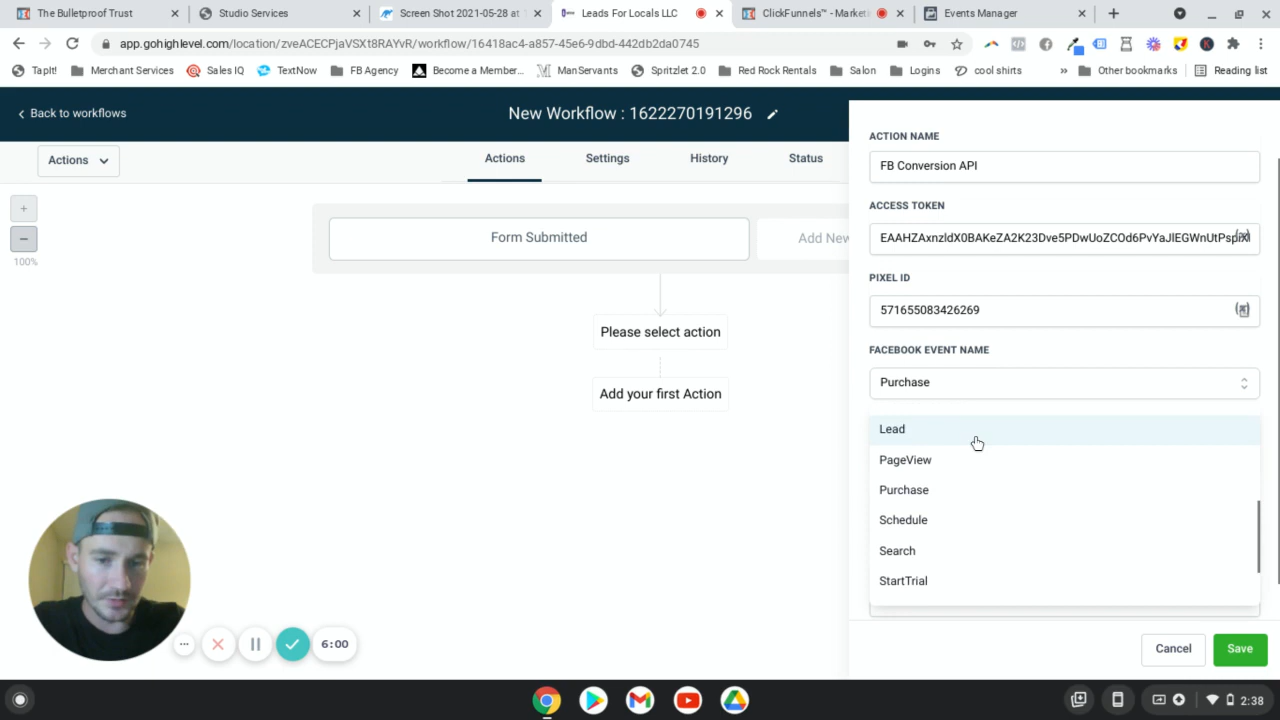 The Bulletproof Trust
Studio Services
Screen Shot 2021-05-28 at
Leads For Locals LLC
ClickFunnels™ - Market
Events Manager
app.gohighlevel.com/location/zveACECPjaVSXt8RAYvR/workflow/16418ac4-a857-45e6-9dbd-442db2da0745
TapIt!
Merchant Services
Sales IQ
TextNow
FB Agency
Become a Member...
ManServants
Spritzlet 2.0
Red Rock Rentals
Salon
Logins
cool shirts
»
Other bookmarks
Reading list
Back to workflows
New Workflow : 1622270191296
Actions
Actions
Settings
History
Status
+
−
100%
Form Submitted
Add New
Please select action
Add your first Action
ACTION NAME
FB Conversion API
ACCESS TOKEN
PIXEL ID
571655083426269
FACEBOOK EVENT NAME
Purchase
Lead
PageView
Purchase
Schedule
Search
StartTrial
Cancel
Save
6:00
2:38